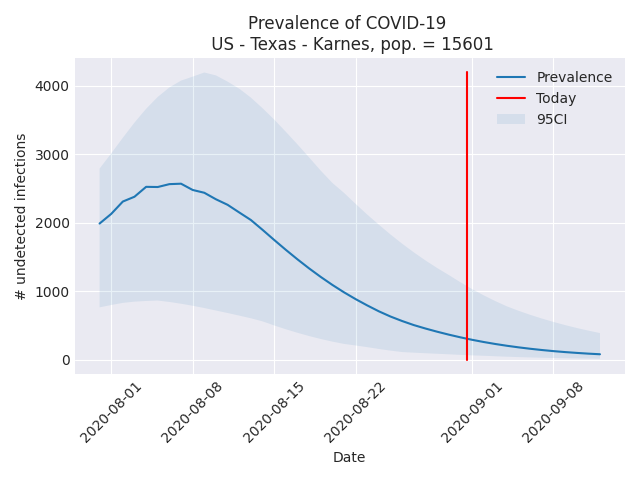 Prevalence of COVID-19
US - Texas - Karnes, pop. = 15601
Prevalence
Today
95CI
# undetected infections
4000
3000
2000
1000
0
2020-08-01
2020-08-08
2020-08-15
2020-08-22
2020-09-01
2020-09-08
Date